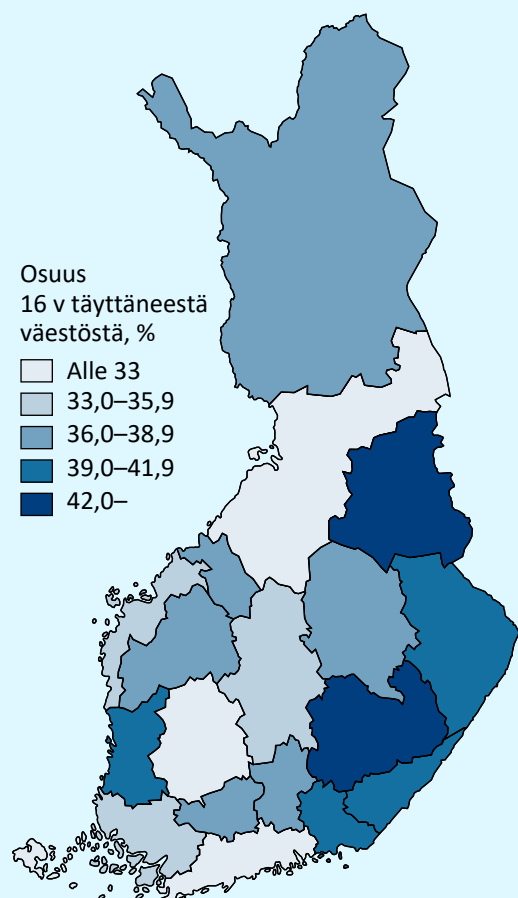 Osuus
16 v täyttäneestä
väestöstä, %
Alle 33
33,0–35,9
36,0–38,9
39,0–41,9
42,0–